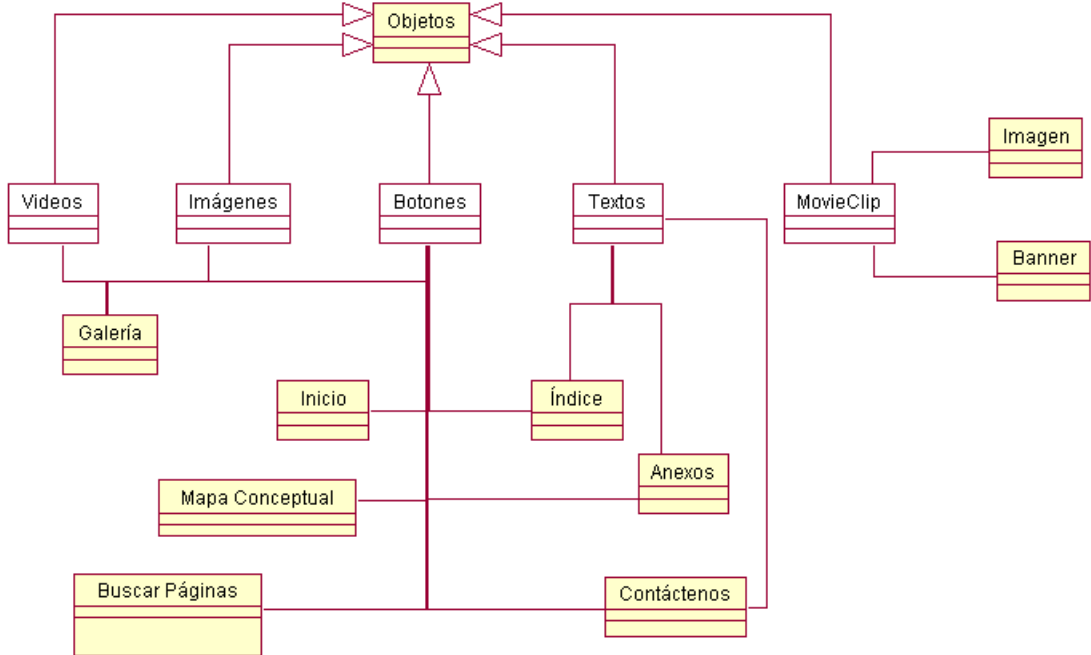 Objetos
Imagen
Videos
Imágenes
Botones
Textos
MovieClip
Banner
Galería
Inicio
Índice
Anexos
Mapa Conceptual
Buscar Páginas
Contáctenos